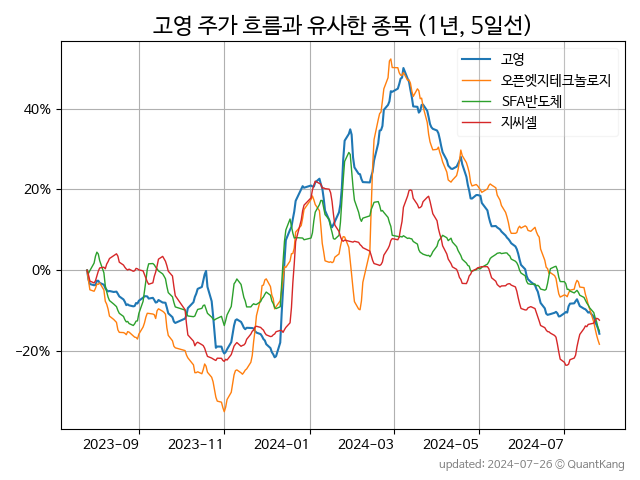 고영 주가 흐름과 유사한 종목 (1년, 5일선)
고영
오픈엣지테크놀로지
SFA반도체
지씨셀
40%
20%
0%
−20%
2023-09 2023-11 2024-01 2024-03 2024-05 2024-07
updated: 2024-07-26 © QuantKang